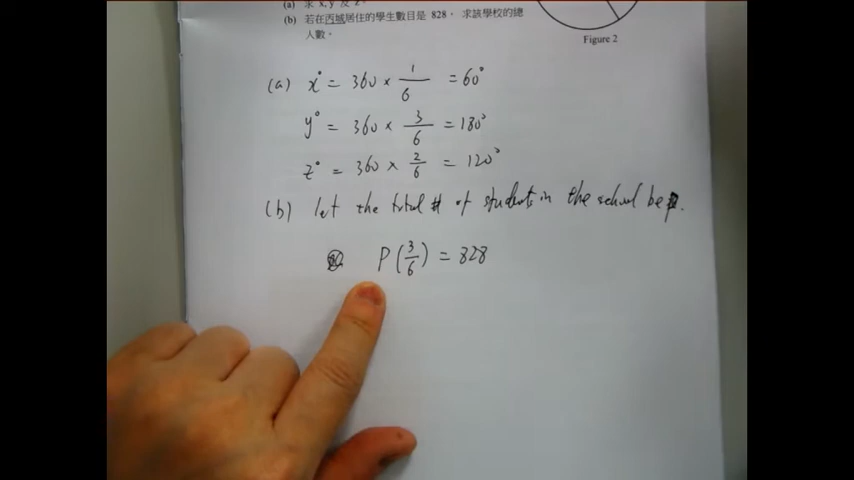 (a) 求 x, y 及 z。
(b) 若在丙城居住的學生數目是 828， 求該學校的總
人數。
Figure 2
(a) x° = 360 × 1/6 = 60°
y° = 360 × 3/6 = 180°
z° = 360 × 2/6 = 120°
(b) let the total # of students in the school be p.
P (3/6) = 828